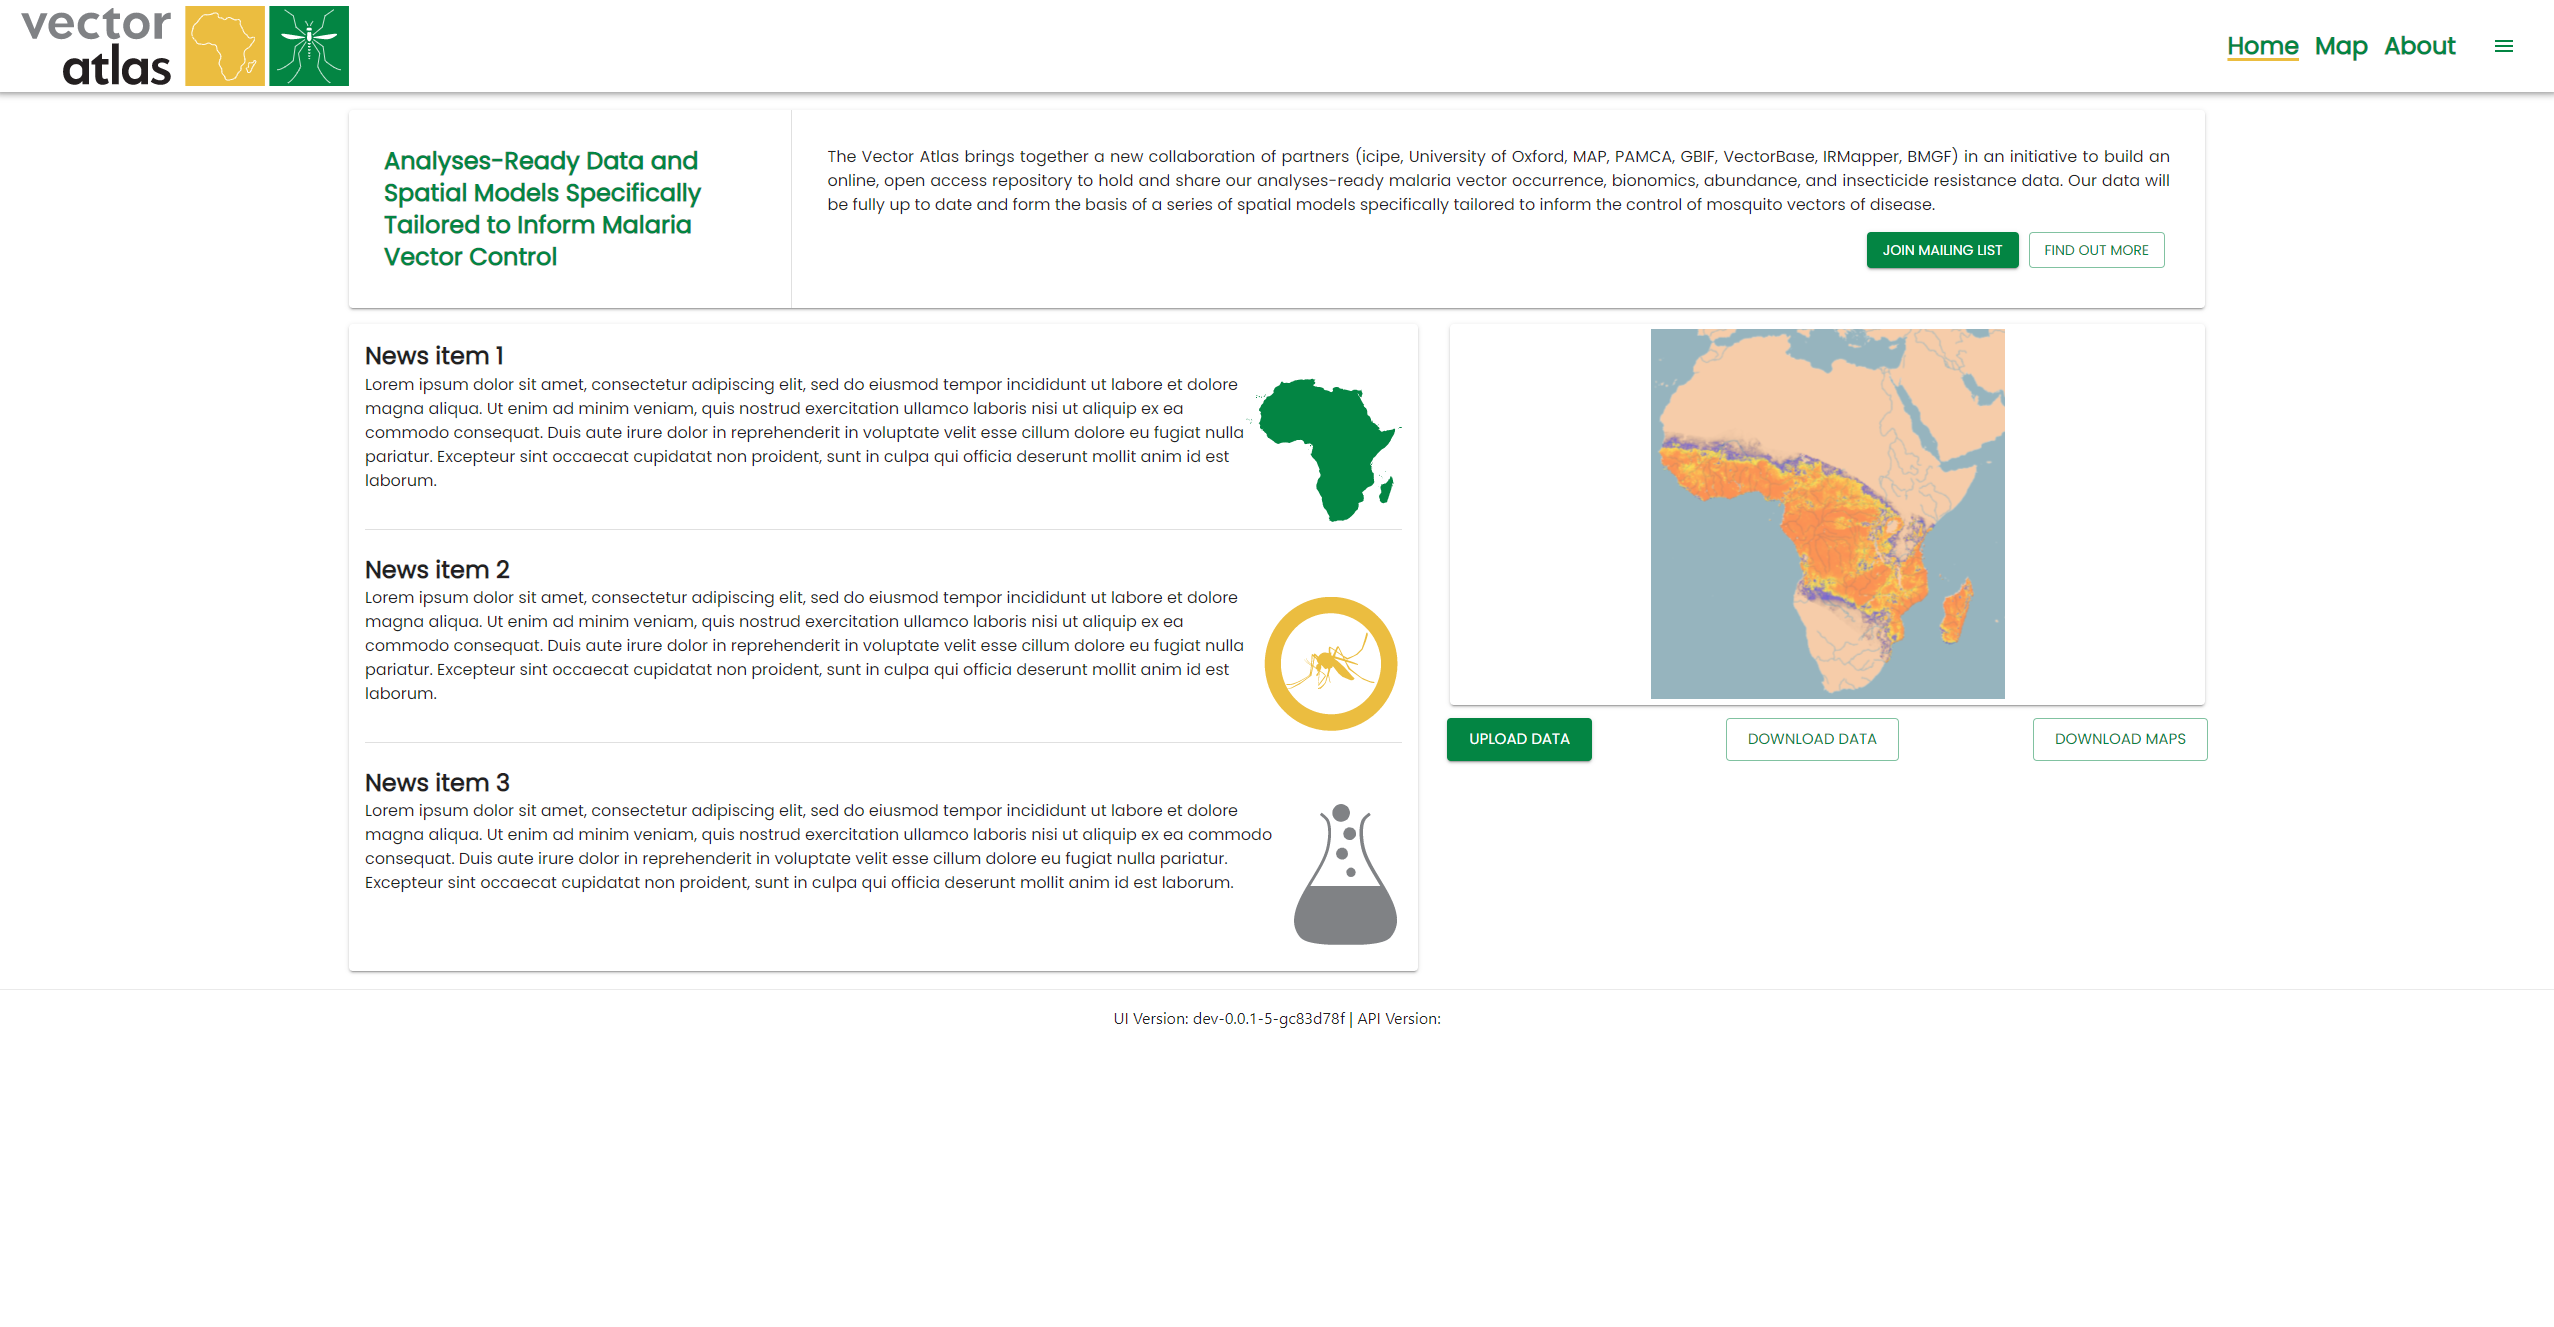 vector
atlas
Home Map About
Analyses-Ready Data and
Spatial Models Specifically
Tailored to Inform Malaria
Vector Control
The Vector Atlas brings together a new collaboration of partners (icipe, University of Oxford, MAP, PAMCA, GBIF, VectorBase, IRMapper, BMGF) in an initiative to build an
online, open access repository to hold and share our analyses-ready malaria vector occurrence, bionomics, abundance, and insecticide resistance data. Our data will
be fully up to date and form the basis of a series of spatial models specifically tailored to inform the control of mosquito vectors of disease.
JOIN MAILING LIST FIND OUT MORE
News item 1
Lorem ipsum dolor sit amet, consectetur adipiscing elit, sed do eiusmod tempor incididunt ut labore et dolore
magna aliqua. Ut enim ad minim veniam, quis nostrud exercitation ullamco laboris nisi ut aliquip ex ea
commodo consequat. Duis aute irure dolor in reprehenderit in voluptate velit esse cillum dolore eu fugiat nulla
pariatur. Excepteur sint occaecat cupidatat non proident, sunt in culpa qui officia deserunt mollit anim id est
laborum.
News item 2
Lorem ipsum dolor sit amet, consectetur adipiscing elit, sed do eiusmod tempor incididunt ut labore et dolore
magna aliqua. Ut enim ad minim veniam, quis nostrud exercitation ullamco laboris nisi ut aliquip ex ea
commodo consequat. Duis aute irure dolor in reprehenderit in voluptate velit esse cillum dolore eu fugiat nulla
pariatur. Excepteur sint occaecat cupidatat non proident, sunt in culpa qui officia deserunt mollit anim id est
laborum.
News item 3
Lorem ipsum dolor sit amet, consectetur adipiscing elit, sed do eiusmod tempor incididunt ut labore et dolore
magna aliqua. Ut enim ad minim veniam, quis nostrud exercitation ullamco laboris nisi ut aliquip ex ea commodo
consequat. Duis aute irure dolor in reprehenderit in voluptate velit esse cillum dolore eu fugiat nulla pariatur.
Excepteur sint occaecat cupidatat non proident, sunt in culpa qui officia deserunt mollit anim id est laborum.
UPLOAD DATA DOWNLOAD DATA DOWNLOAD MAPS
UI Version: dev-0.0.1-5-gc83d78f | API Version: